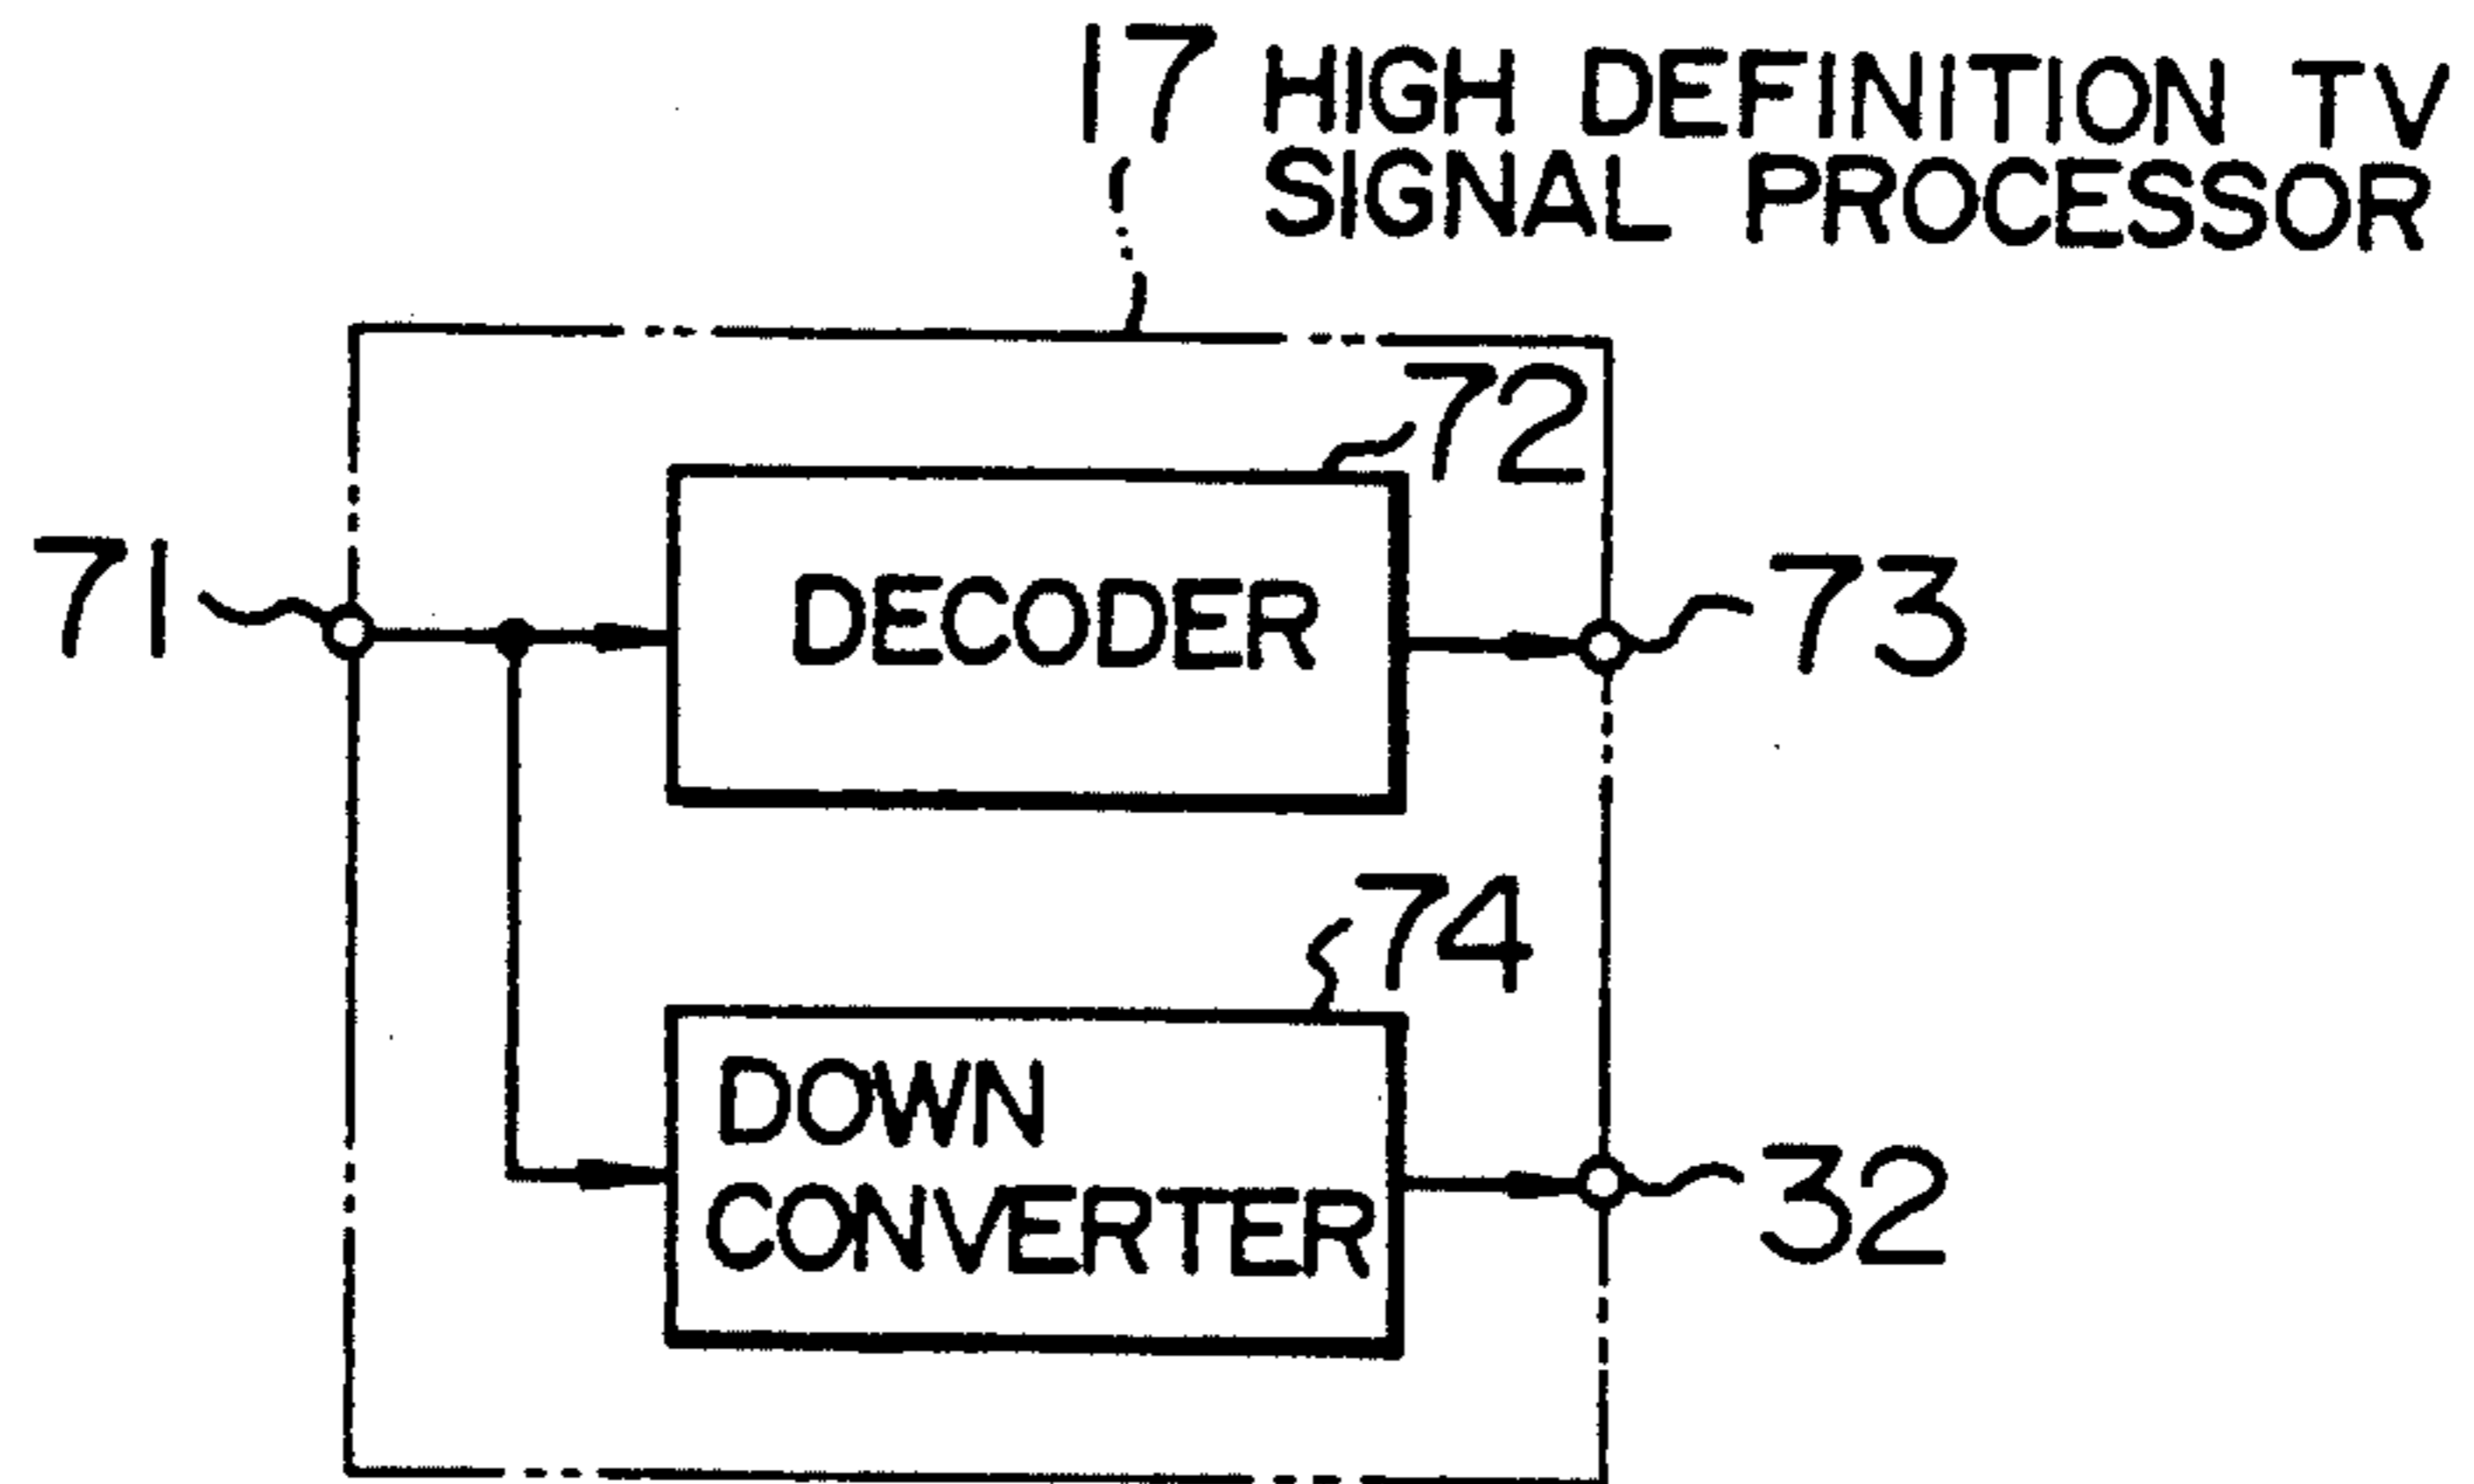 17 HIGH DEFINITION TV
SIGNAL PROCESSOR
72
71
DECODER
73
74
DOWN
CONVERTER
32